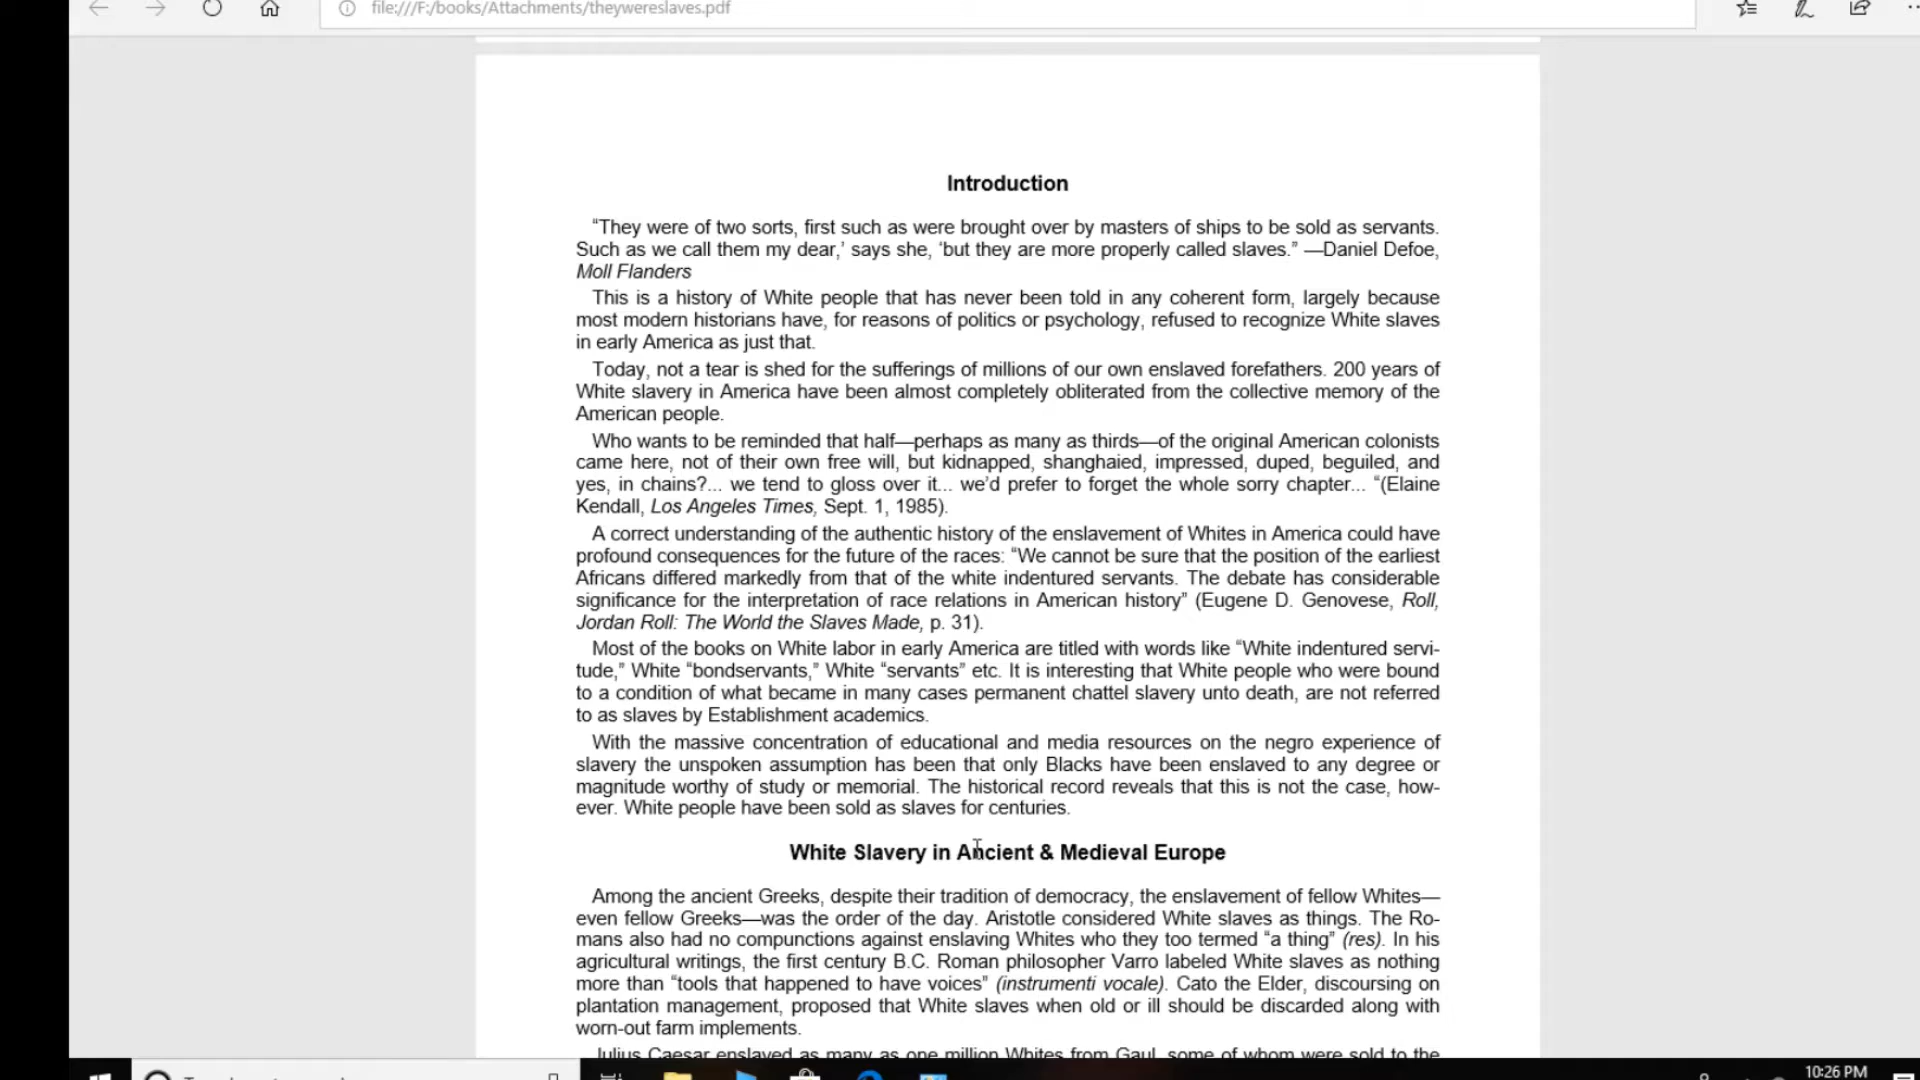 file:///F:/books/Attachments/theywereslaves.pdf
Introduction
“They were of two sorts, first such as were brought over by masters of ships to be sold as servants.
Such as we call them my dear,’ says she, ‘but they are more properly called slaves.” —Daniel Defoe,
Moll Flanders
This is a history of White people that has never been told in any coherent form, largely because
most modern historians have, for reasons of politics or psychology, refused to recognize White slaves
in early America as just that.
Today, not a tear is shed for the sufferings of millions of our own enslaved forefathers. 200 years of
White slavery in America have been almost completely obliterated from the collective memory of the
American people.
Who wants to be reminded that half—perhaps as many as thirds—of the original American colonists
came here, not of their own free will, but kidnapped, shanghaied, impressed, duped, beguiled, and
yes, in chains?... we tend to gloss over it... we’d prefer to forget the whole sorry chapter... “(Elaine
Kendall, Los Angeles Times, Sept. 1, 1985).
A correct understanding of the authentic history of the enslavement of Whites in America could have
profound consequences for the future of the races: “We cannot be sure that the position of the earliest
Africans differed markedly from that of the white indentured servants. The debate has considerable
significance for the interpretation of race relations in American history” (Eugene D. Genovese, Roll,
Jordan Roll: The World the Slaves Made, p. 31).
Most of the books on White labor in early America are titled with words like “White indentured servi-
tude,” White “bondservants,” White “servants” etc. It is interesting that White people who were bound
to a condition of what became in many cases permanent chattel slavery unto death, are not referred
to as slaves by Establishment academics.
With the massive concentration of educational and media resources on the negro experience of
slavery the unspoken assumption has been that only Blacks have been enslaved to any degree or
magnitude worthy of study or memorial. The historical record reveals that this is not the case, how-
ever. White people have been sold as slaves for centuries.
White Slavery in Ancient & Medieval Europe
Among the ancient Greeks, despite their tradition of democracy, the enslavement of fellow Whites—
even fellow Greeks—was the order of the day. Aristotle considered White slaves as things. The Ro-
mans also had no compunctions against enslaving Whites who they too termed “a thing” (res). In his
agricultural writings, the first century B.C. Roman philosopher Varro labeled White slaves as nothing
more than “tools that happened to have voices” (instrumenti vocale). Cato the Elder, discoursing on
plantation management, proposed that White slaves when old or ill should be discarded along with
worn-out farm implements.
Julius Caesar enslaved as many as one million Whites from Gaul, some of whom were sold to the
10:26 PM